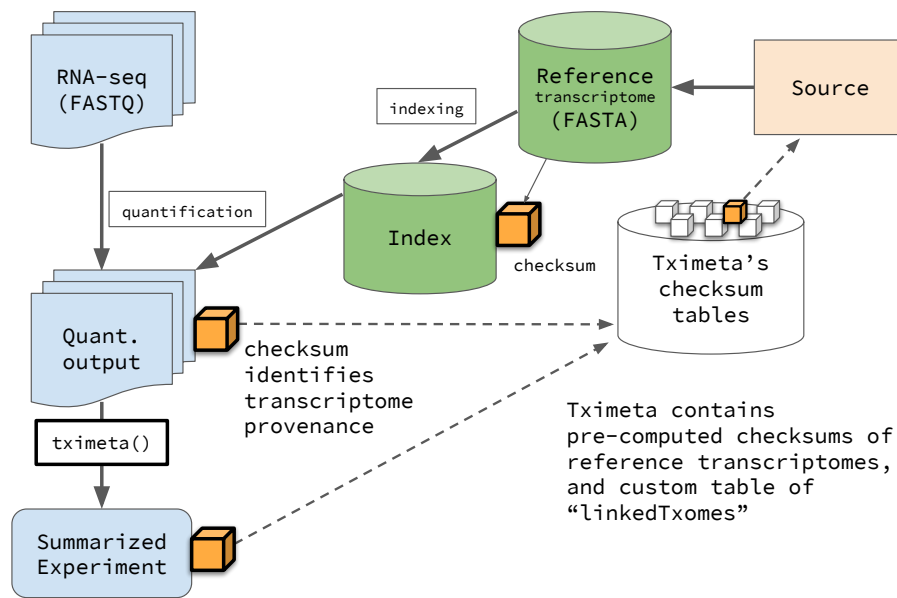 RNA-seq
(FASTQ)
Reference
transcriptome
(FASTA)
Source
indexing
quantification
Index
checksum
Tximeta’s
checksum
tables
Quant.
output
checksum
identifies
transcriptome
provenance
tximeta()
Tximeta contains
pre-computed checksums of
reference transcriptomes,
and custom table of
“linkedTxomes”
Summarized
Experiment